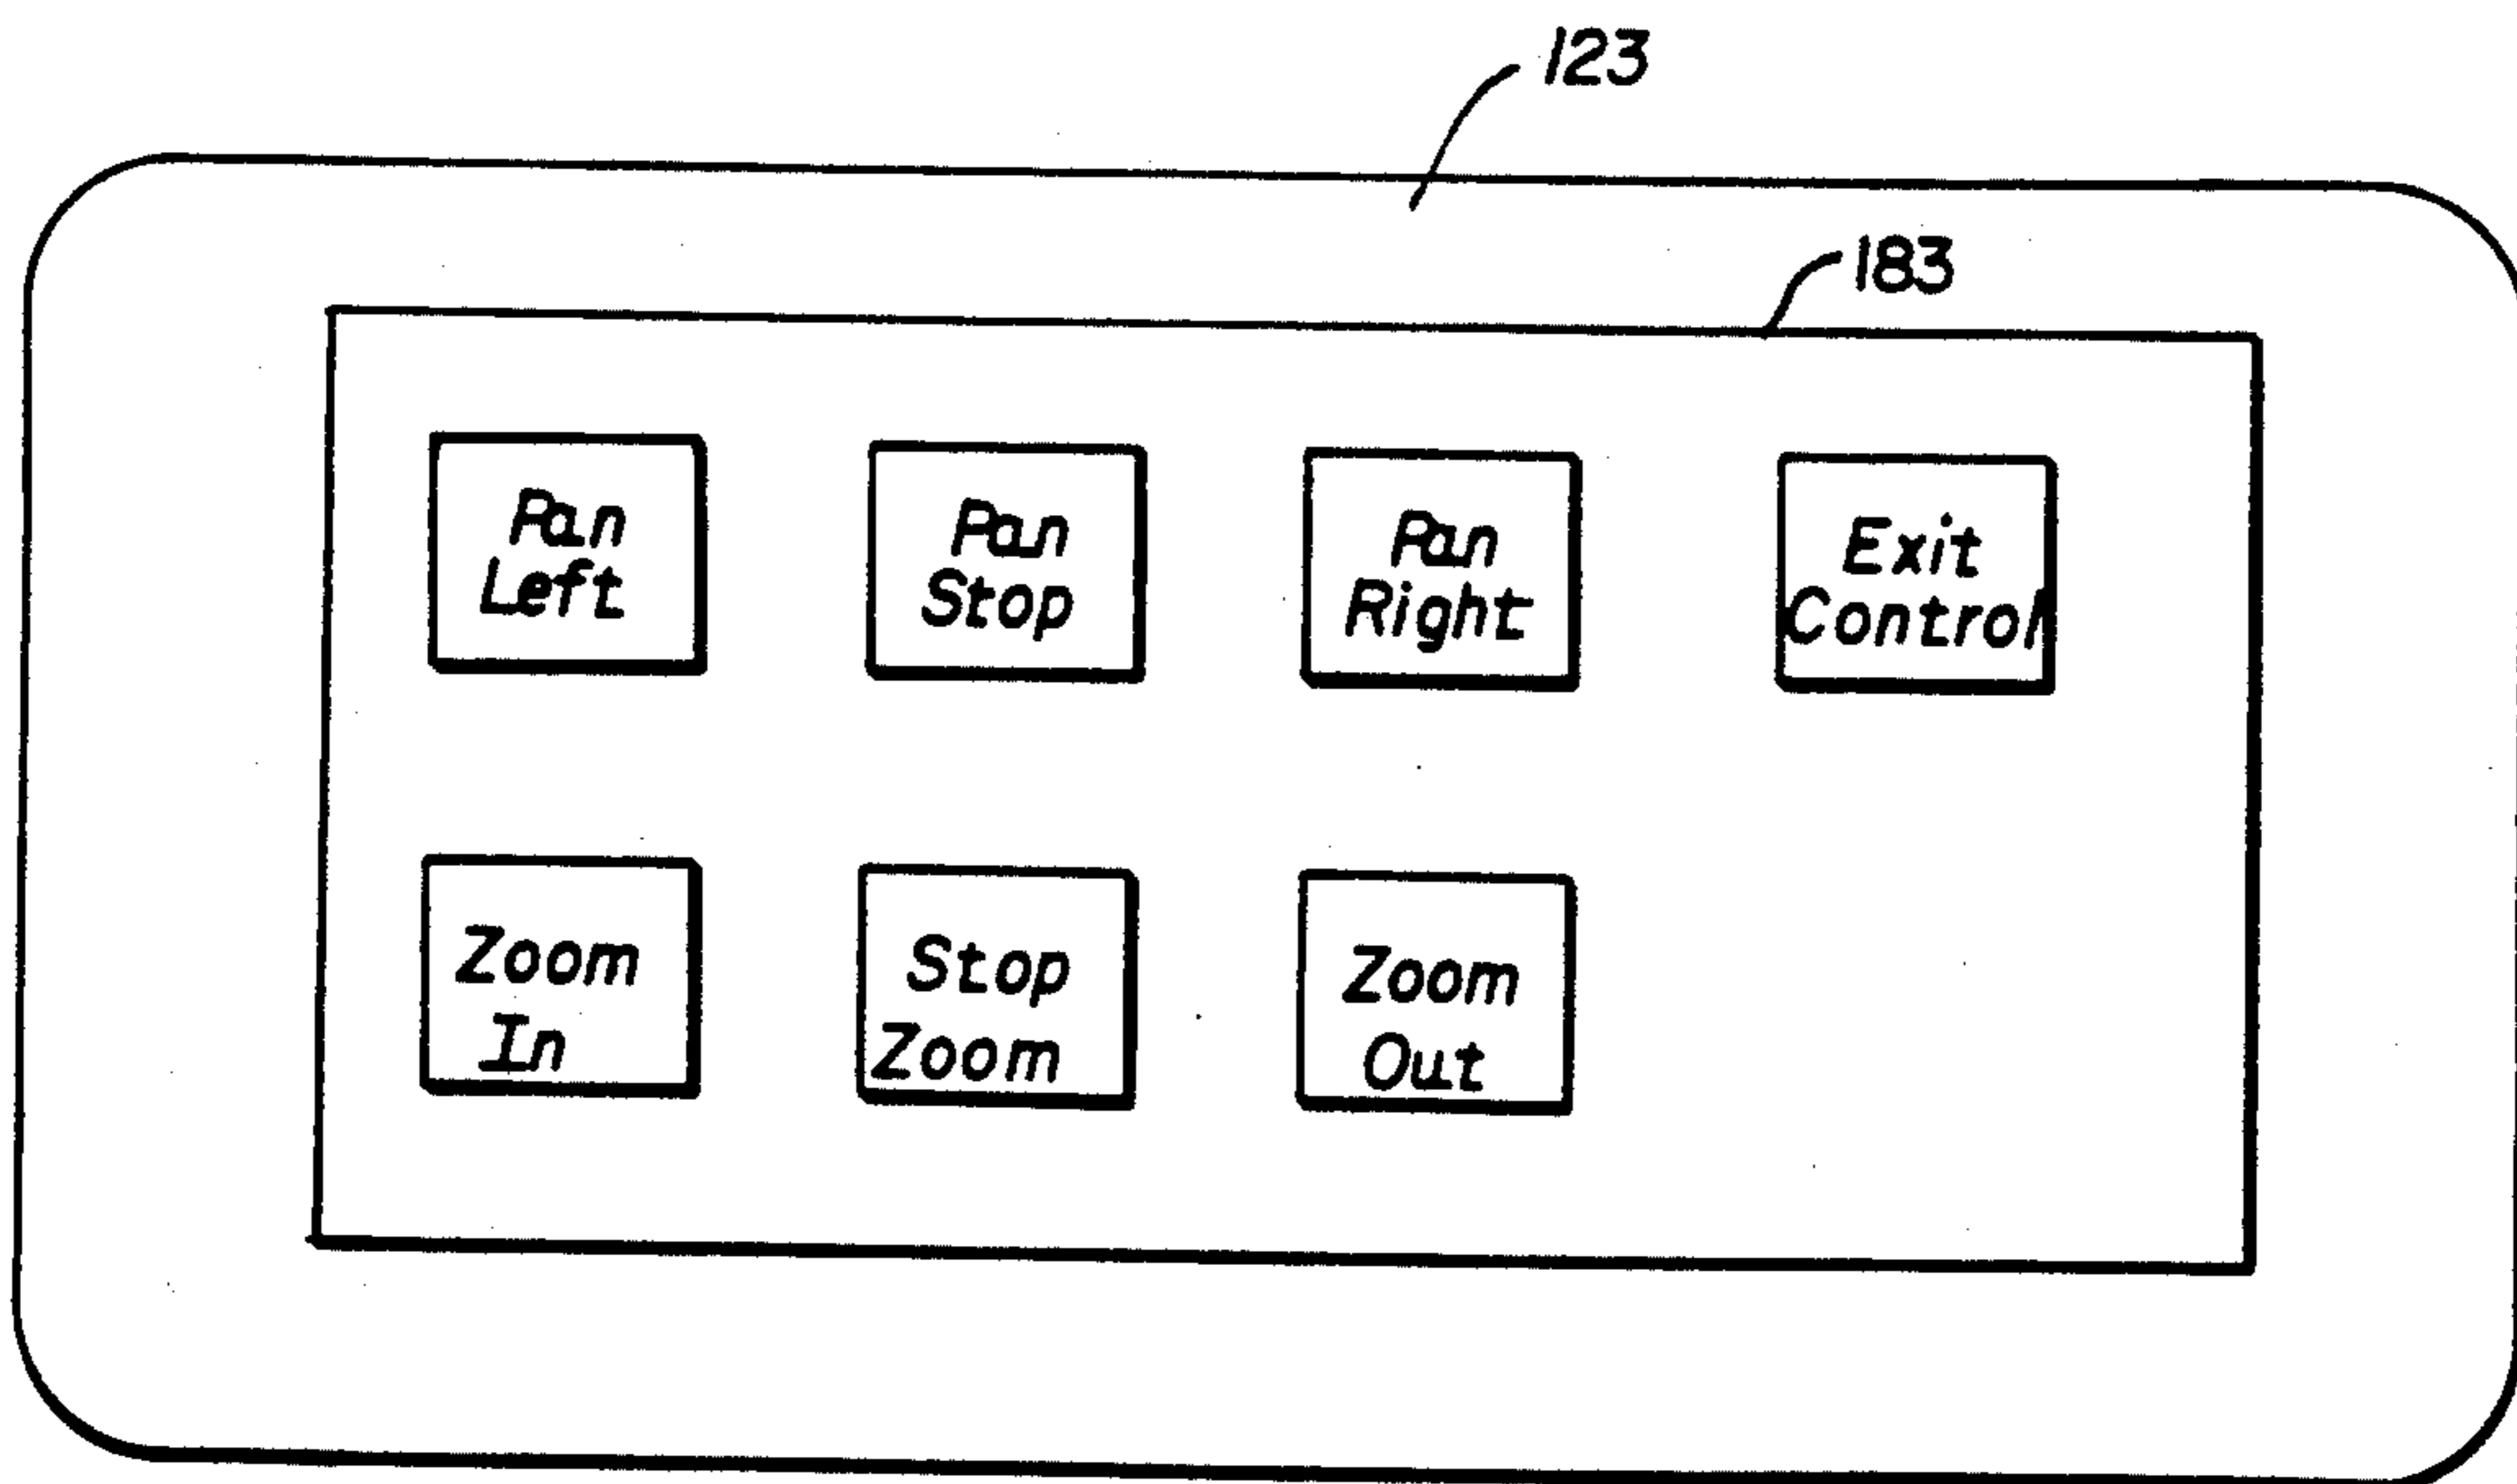 123
183
Pan
Left
Pan
Stop
Pan
Right
Exit
Control
Zoom
In
Stop
Zoom
Zoom
Out